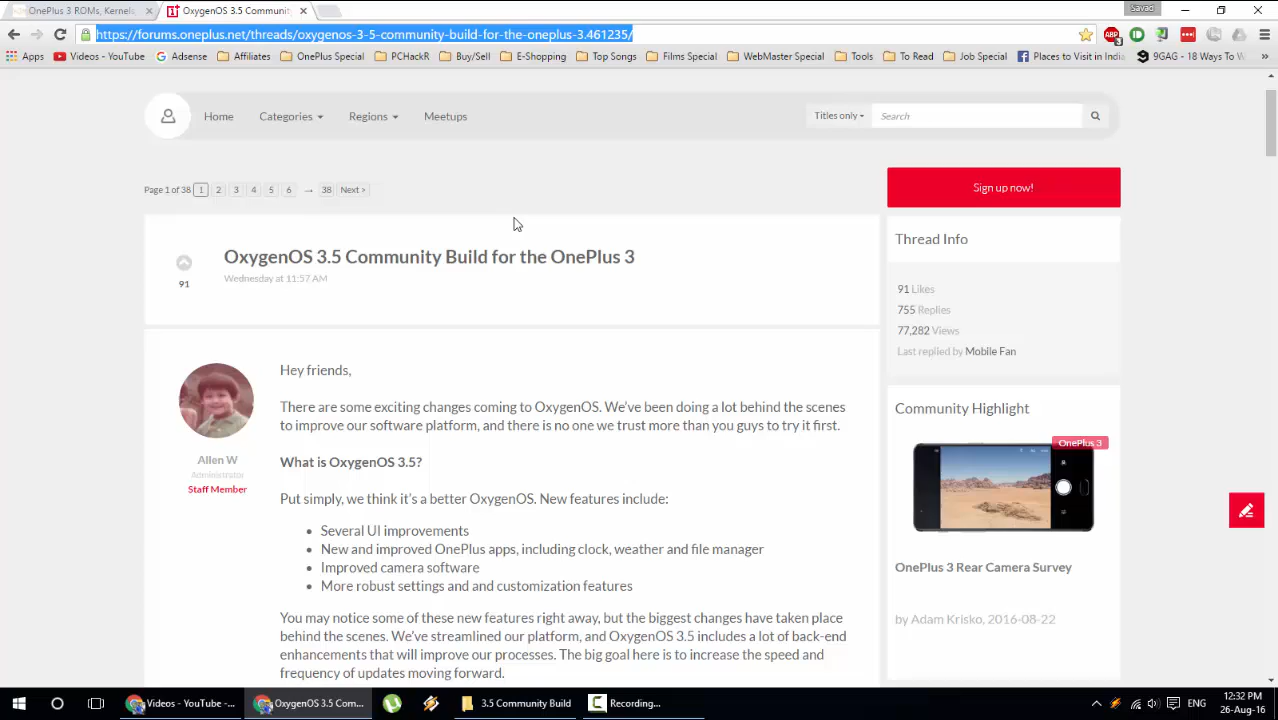 OnePlus 3 ROMs, Kernels,
OxygenOS 3.5 Communit
Savad
https://forums.oneplus.net/threads/oxygenos-3-5-community-build-for-the-oneplus-3.461235/
ABP
3
Apps
Videos - YouTube
Adsense
Affiliates
OnePlus Special
PCHackR
Buy/Sell
E-Shopping
Top Songs
Films Special
WebMaster Special
Tools
To Read
Job Special
Places to Visit in India
9GAG - 18 Ways To W
»
Home
Categories
Regions
Meetups
Titles only
Search
Page 1 of 38 1 2 3 4 5 6 → 38 Next >
Sign up now!
OxygenOS 3.5 Community Build for the OnePlus 3
Wednesday at 11:57 AM
91
Thread Info
91 Likes
755 Replies
77,282 Views
Last replied by Mobile Fan
Allen W
Administrator
Staff Member
Hey friends,
There are some exciting changes coming to OxygenOS. We've been doing a lot behind the scenes
to improve our software platform, and there is no one we trust more than you guys to try it first.
What is OxygenOS 3.5?
Put simply, we think it's a better OxygenOS. New features include:
• Several UI improvements
• New and improved OnePlus apps, including clock, weather and file manager
• Improved camera software
• More robust settings and and customization features
You may notice some of these new features right away, but the biggest changes have taken place
behind the scenes. We've streamlined our platform, and OxygenOS 3.5 includes a lot of back-end
enhancements that will improve our processes. The big goal here is to increase the speed and
frequency of updates moving forward.
Community Highlight
OnePlus 3
OnePlus 3 Rear Camera Survey
by Adam Krisko, 2016-08-22
Videos - YouTube -...
OxygenOS 3.5 Com...
3.5 Community Build
Recording...
12:32 PM
26-Aug-16